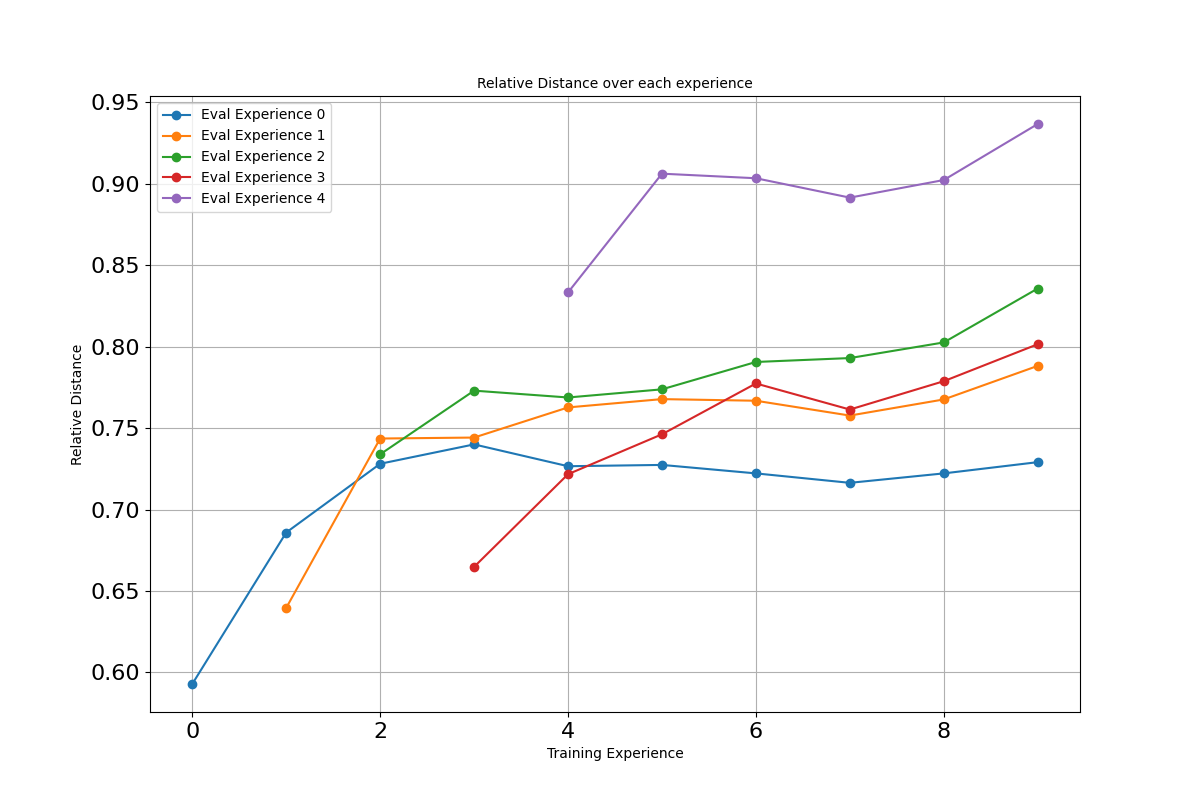 Relative Distance over each experience
0.95
0.90
0.85
0.80
0.75
0.70
0.65
0.60
Relative Distance
Eval Experience 0
Eval Experience 1
Eval Experience 2
Eval Experience 3
Eval Experience 4
0 2 4 6 8
Training Experience